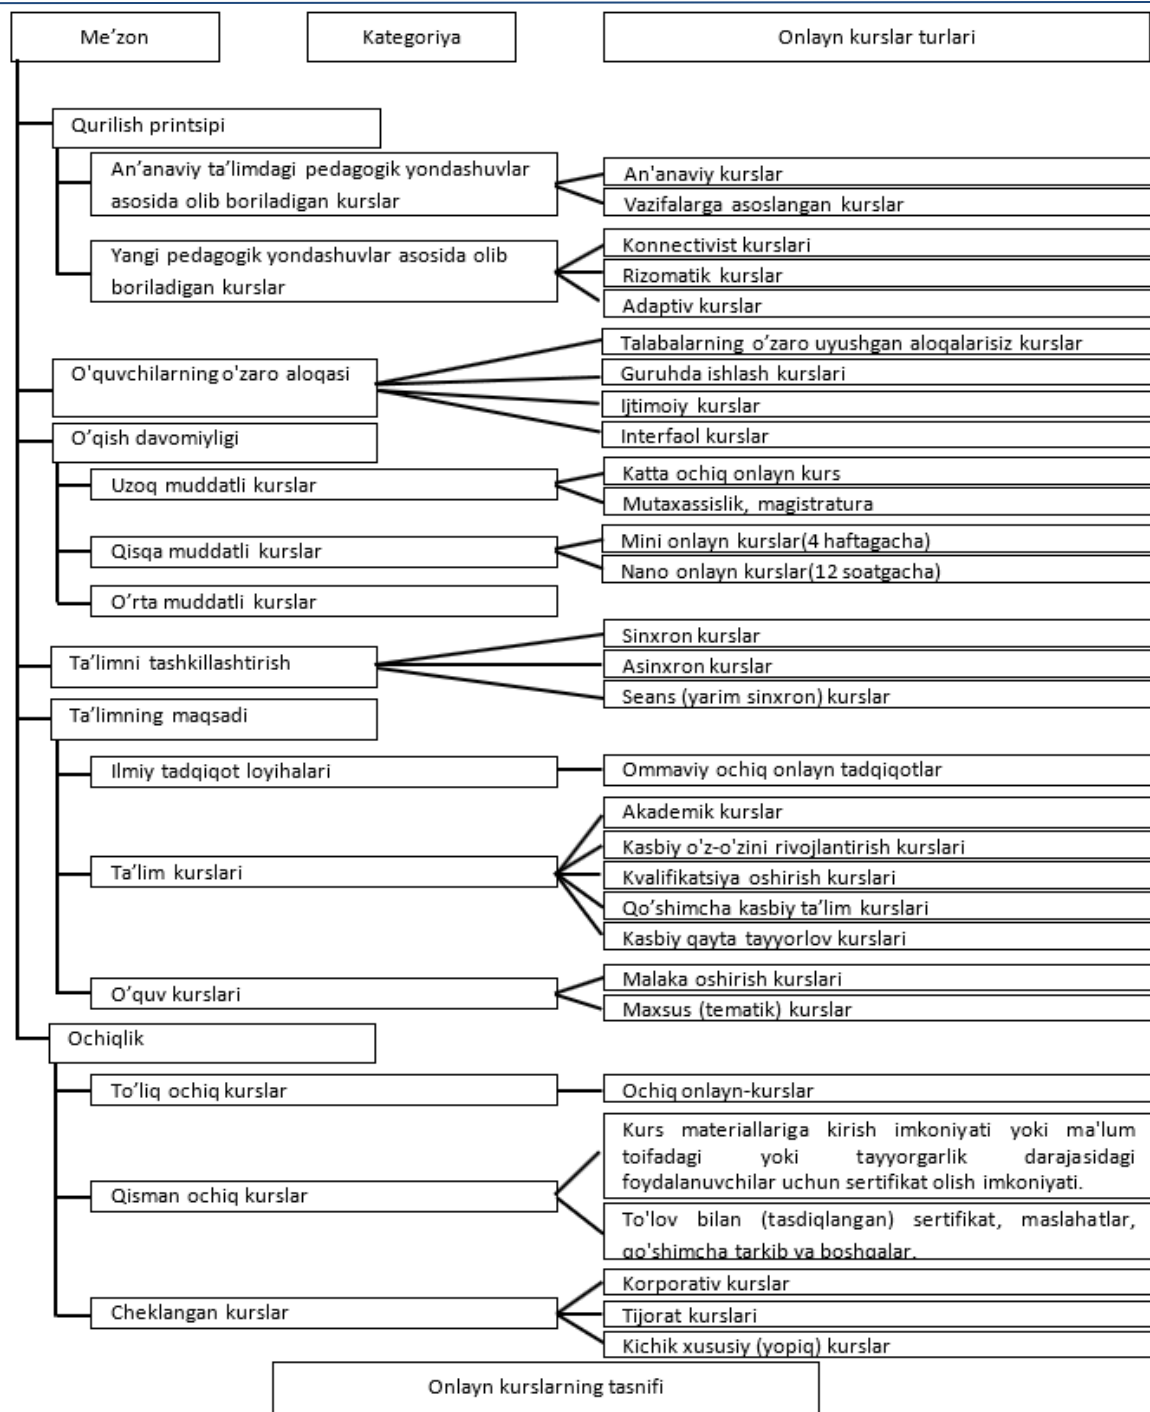 Me’zon
Kategoriya
Onlayn kurslar turlari
Qurilish printsipi
An’anaviy ta’limdagi pedagogik yondashuvlar
asosida olib boriladigan kurslar
An'anaviy kurslar
Vazifalarga asoslangan kurslar
Yangi pedagogik yondashuvlar asosida olib
boriladigan kurslar
Konnectivist kurslari
Rizomatik kurslar
Adaptiv kurslar
O'quvchilarning o'zaro aloqasi
Talabalarning o’zaro uyushgan aloqalarisiz kurslar
Guruhda ishlash kurslari
Ijtimoiy kurslar
Interfaol kurslar
O’qish davomiyligi
Uzoq muddatli kurslar
Katta ochiq onlayn kurs
Mutaxassislik, magistratura
Qisqa muddatli kurslar
Mini onlayn kurslar(4 haftagacha)
Nano onlayn kurslar(12 soatgacha)
O’rta muddatli kurslar
Ta’limni tashkillashtirish
Sinxron kurslar
Asinxron kurslar
Seans (yarim sinxron) kurslar
Ta’limning maqsadi
Ilmiy tadqiqot loyihalari
Ommaviy ochiq onlayn tadqiqotlar
Ta’lim kurslari
Akademik kurslar
Kasbiy o'z-o'zini rivojlantirish kurslari
Kvalifikatsiya oshirish kurslari
Qo’shimcha kasbiy ta’lim kurslari
Kasbiy qayta tayyorlov kurslari
O’quv kurslari
Malaka oshirish kurslari
Maxsus (tematik) kurslar
Ochiqlik
To’liq ochiq kurslar
Ochiq onlayn-kurslar
Qisman ochiq kurslar
Kurs materiallariga kirish imkoniyati yoki ma'lum
toifadagi yoki tayyorgarlik darajasidagi
foydalanuvchilar uchun sertifikat olish imkoniyati.
To'lov bilan (tasdiqlangan) sertifikat, maslahatlar,
qo'shimcha tarkib va boshqalar.
Cheklangan kurslar
Korporativ kurslar
Tijorat kurslari
Kichik xususiy (yopiq) kurslar
Onlayn kurslarning tasnifi